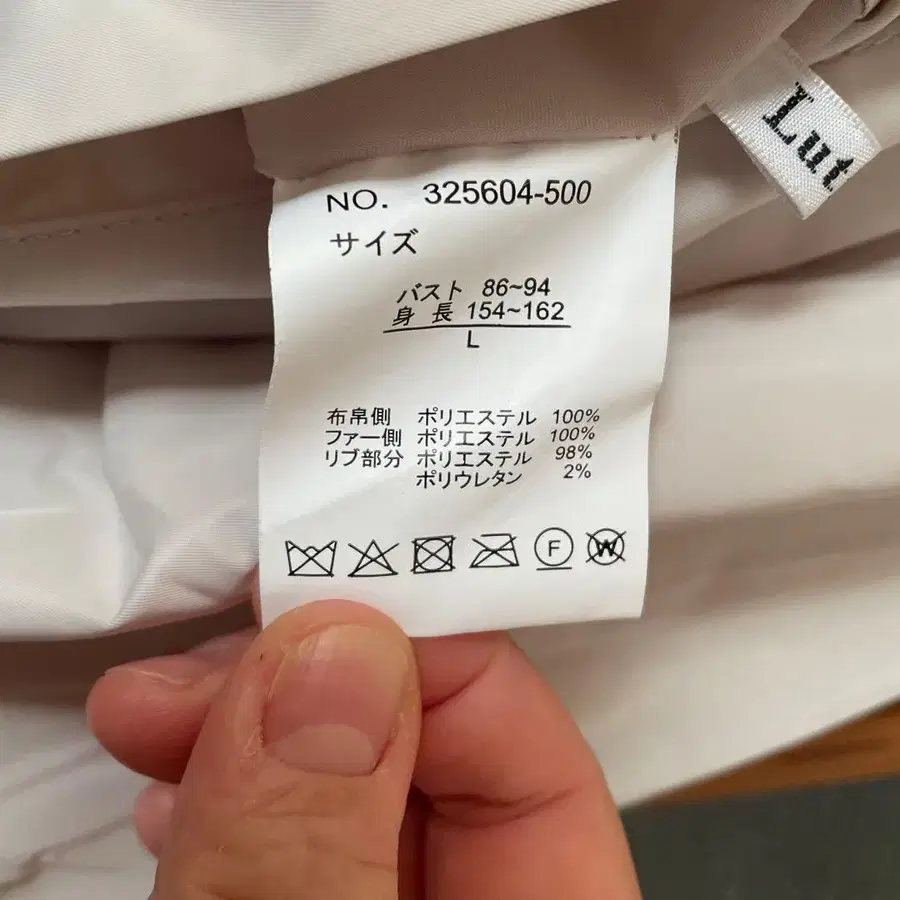 Lut
NO. 325604-500
サイズ
バスト 86~94
身 長 154~162
L
布帛側 ポリエステル 100%
ファー側 ポリエステル 100%
リブ部分 ポリエステル 98%
ポリウレタン 2%
F
W